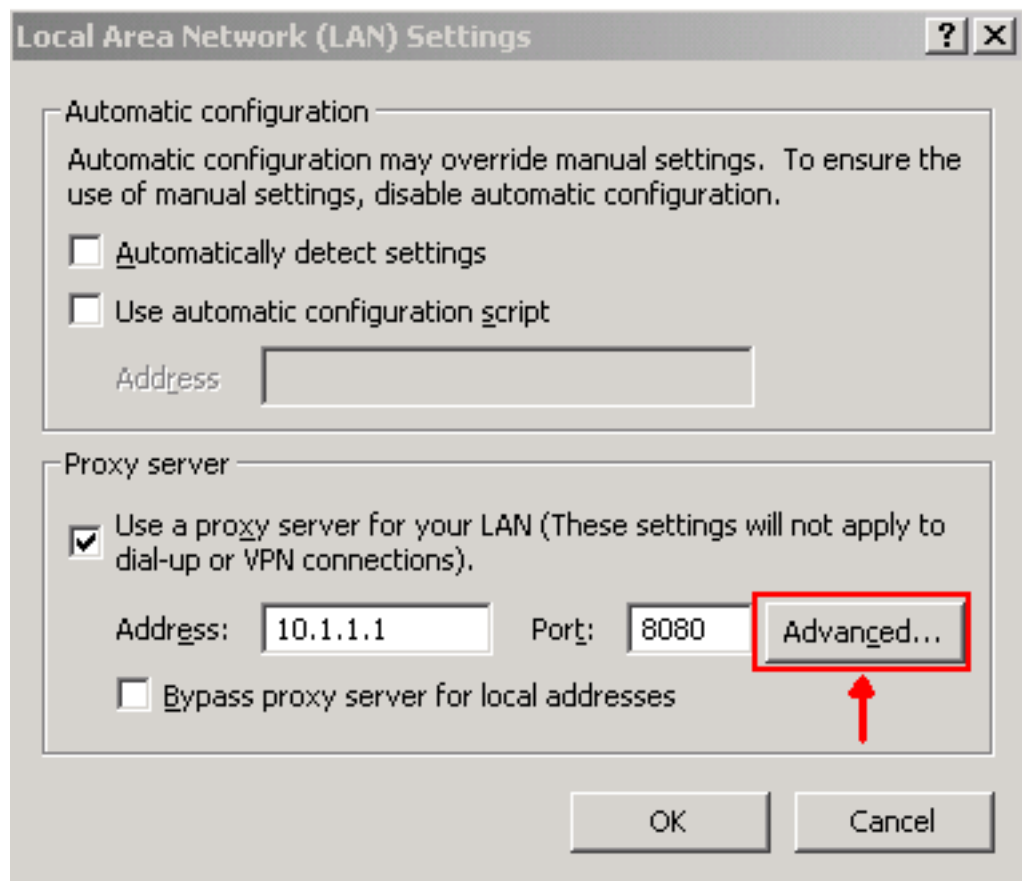 Local Area Network (LAN) Settings
Automatic configuration
Automatic configuration may override manual settings.  To ensure the
use of manual settings, disable automatic configuration.
Automatically detect settings
Use automatic configuration script
Address
Proxy server
Use a proxy server for your LAN (These settings will not apply to
dial-up or VPN connections).
Address: 10.1.1.1 Port: 8080 Advanced...
Bypass proxy server for local addresses
OK Cancel